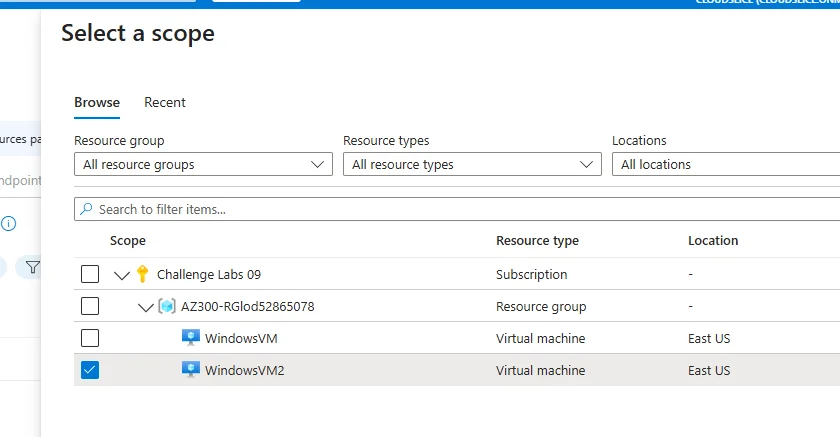 Select a scope
Browse Recent
Resource group Resource types Locations
All resource groups All resource types All locations
Search to filter items...
Scope Resource type Location
Challenge Labs 09 Subscription -
AZ300-RGlod52865078 Resource group -
WindowsVM Virtual machine East US
WindowsVM2 Virtual machine East US